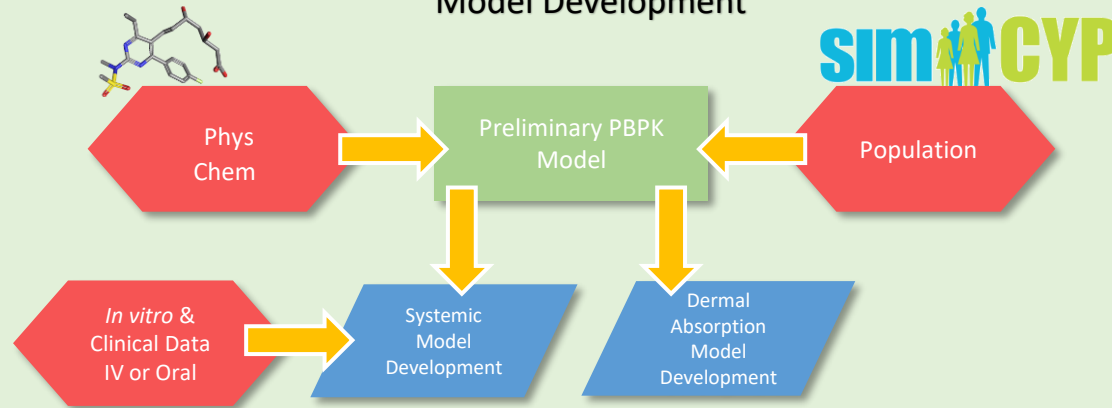 Model Development
simCYP
Phys
Chem
Preliminary PBPK
Model
Population
In vitro &
Clinical Data
IV or Oral
Systemic
Model
Development
Dermal
Absorption
Model
Development